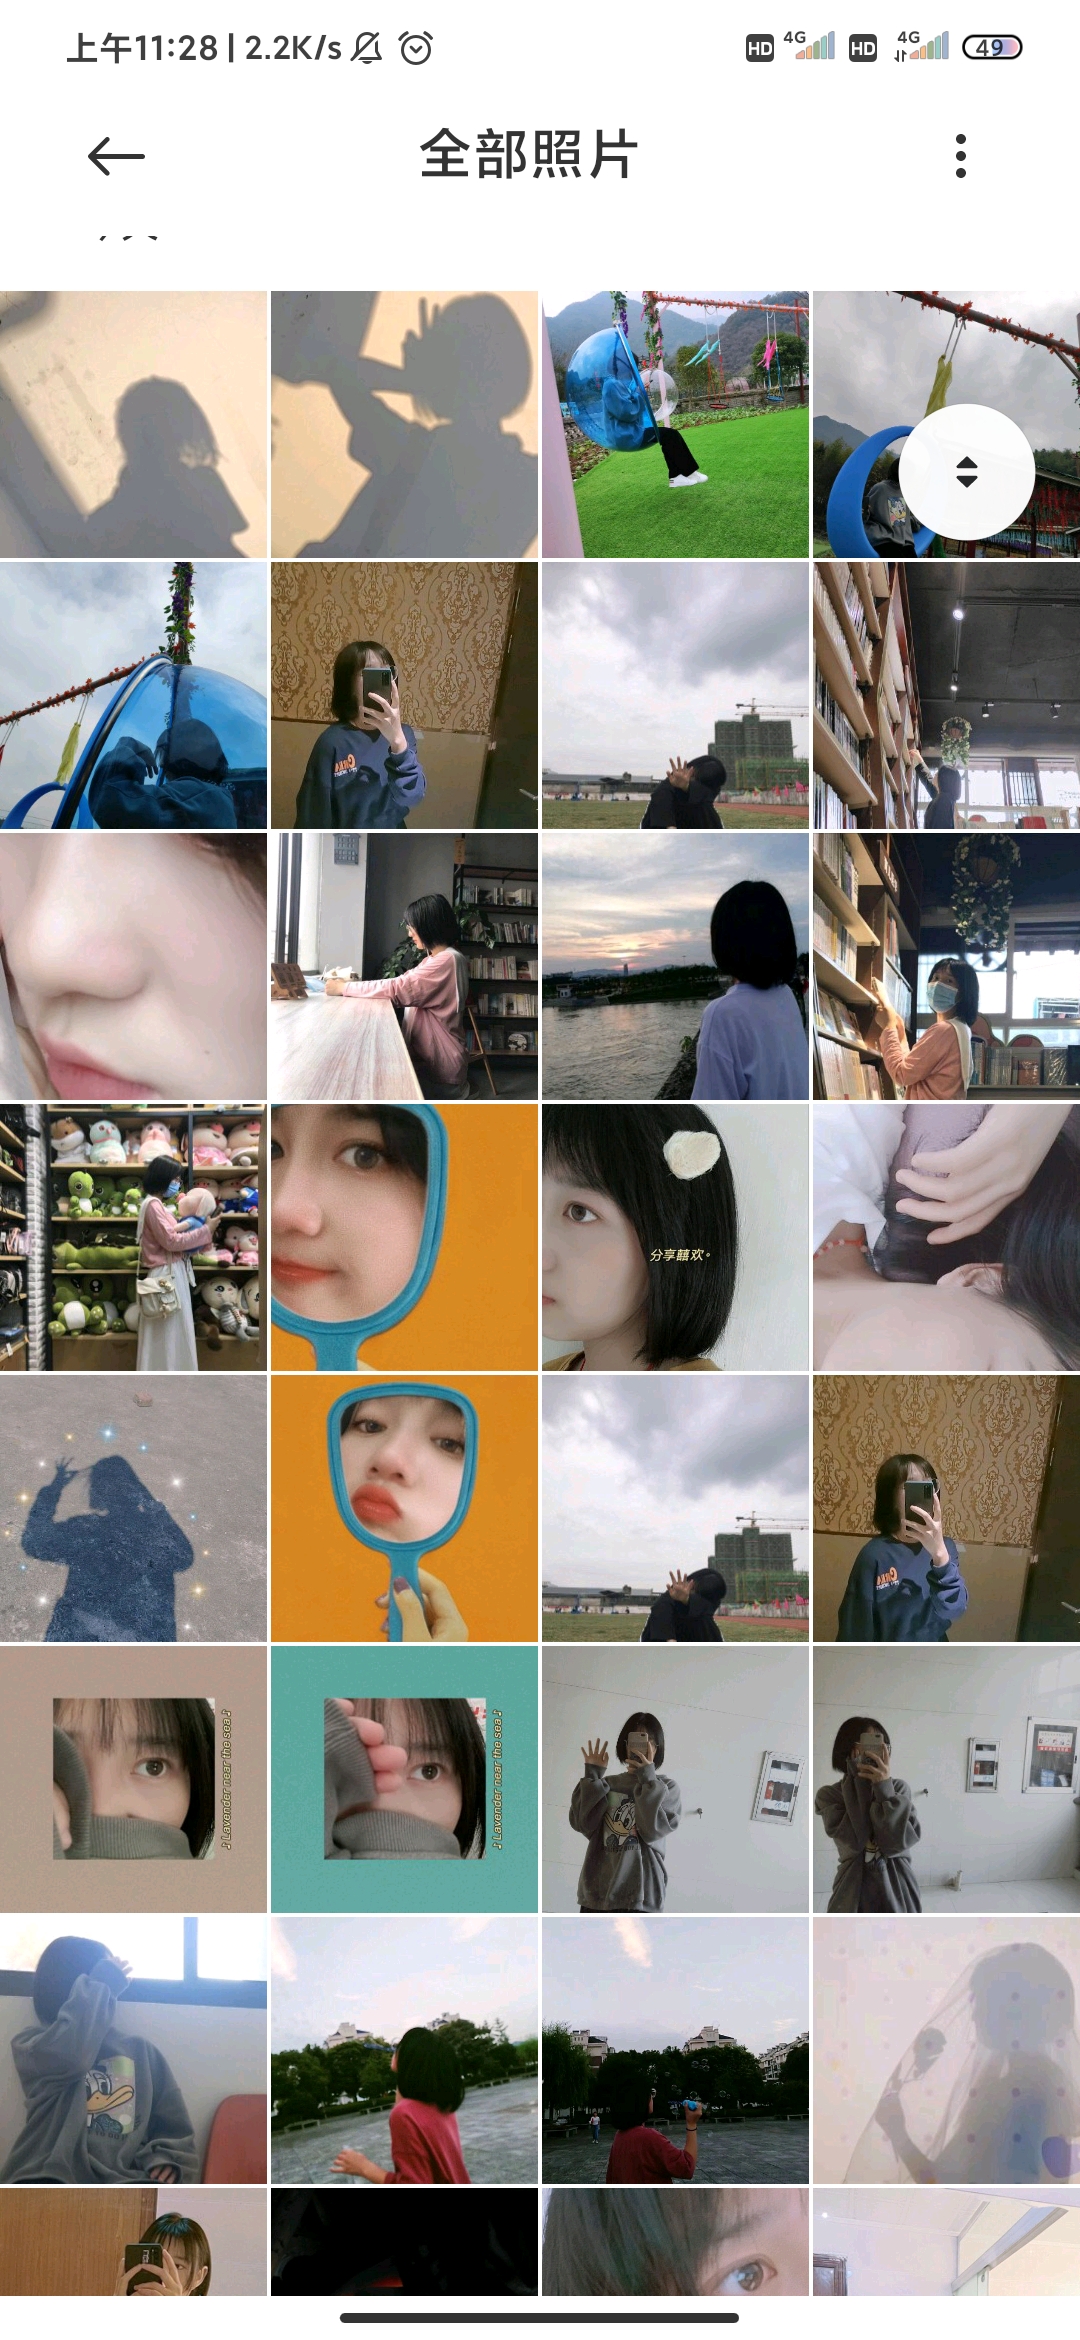 上午11:28 | 2.2K/s
HD 4G HD 4G 49
全部照片
分享囍欢。
♪ Lavender near the sea ♪
♪ Lavender near the sea ♪